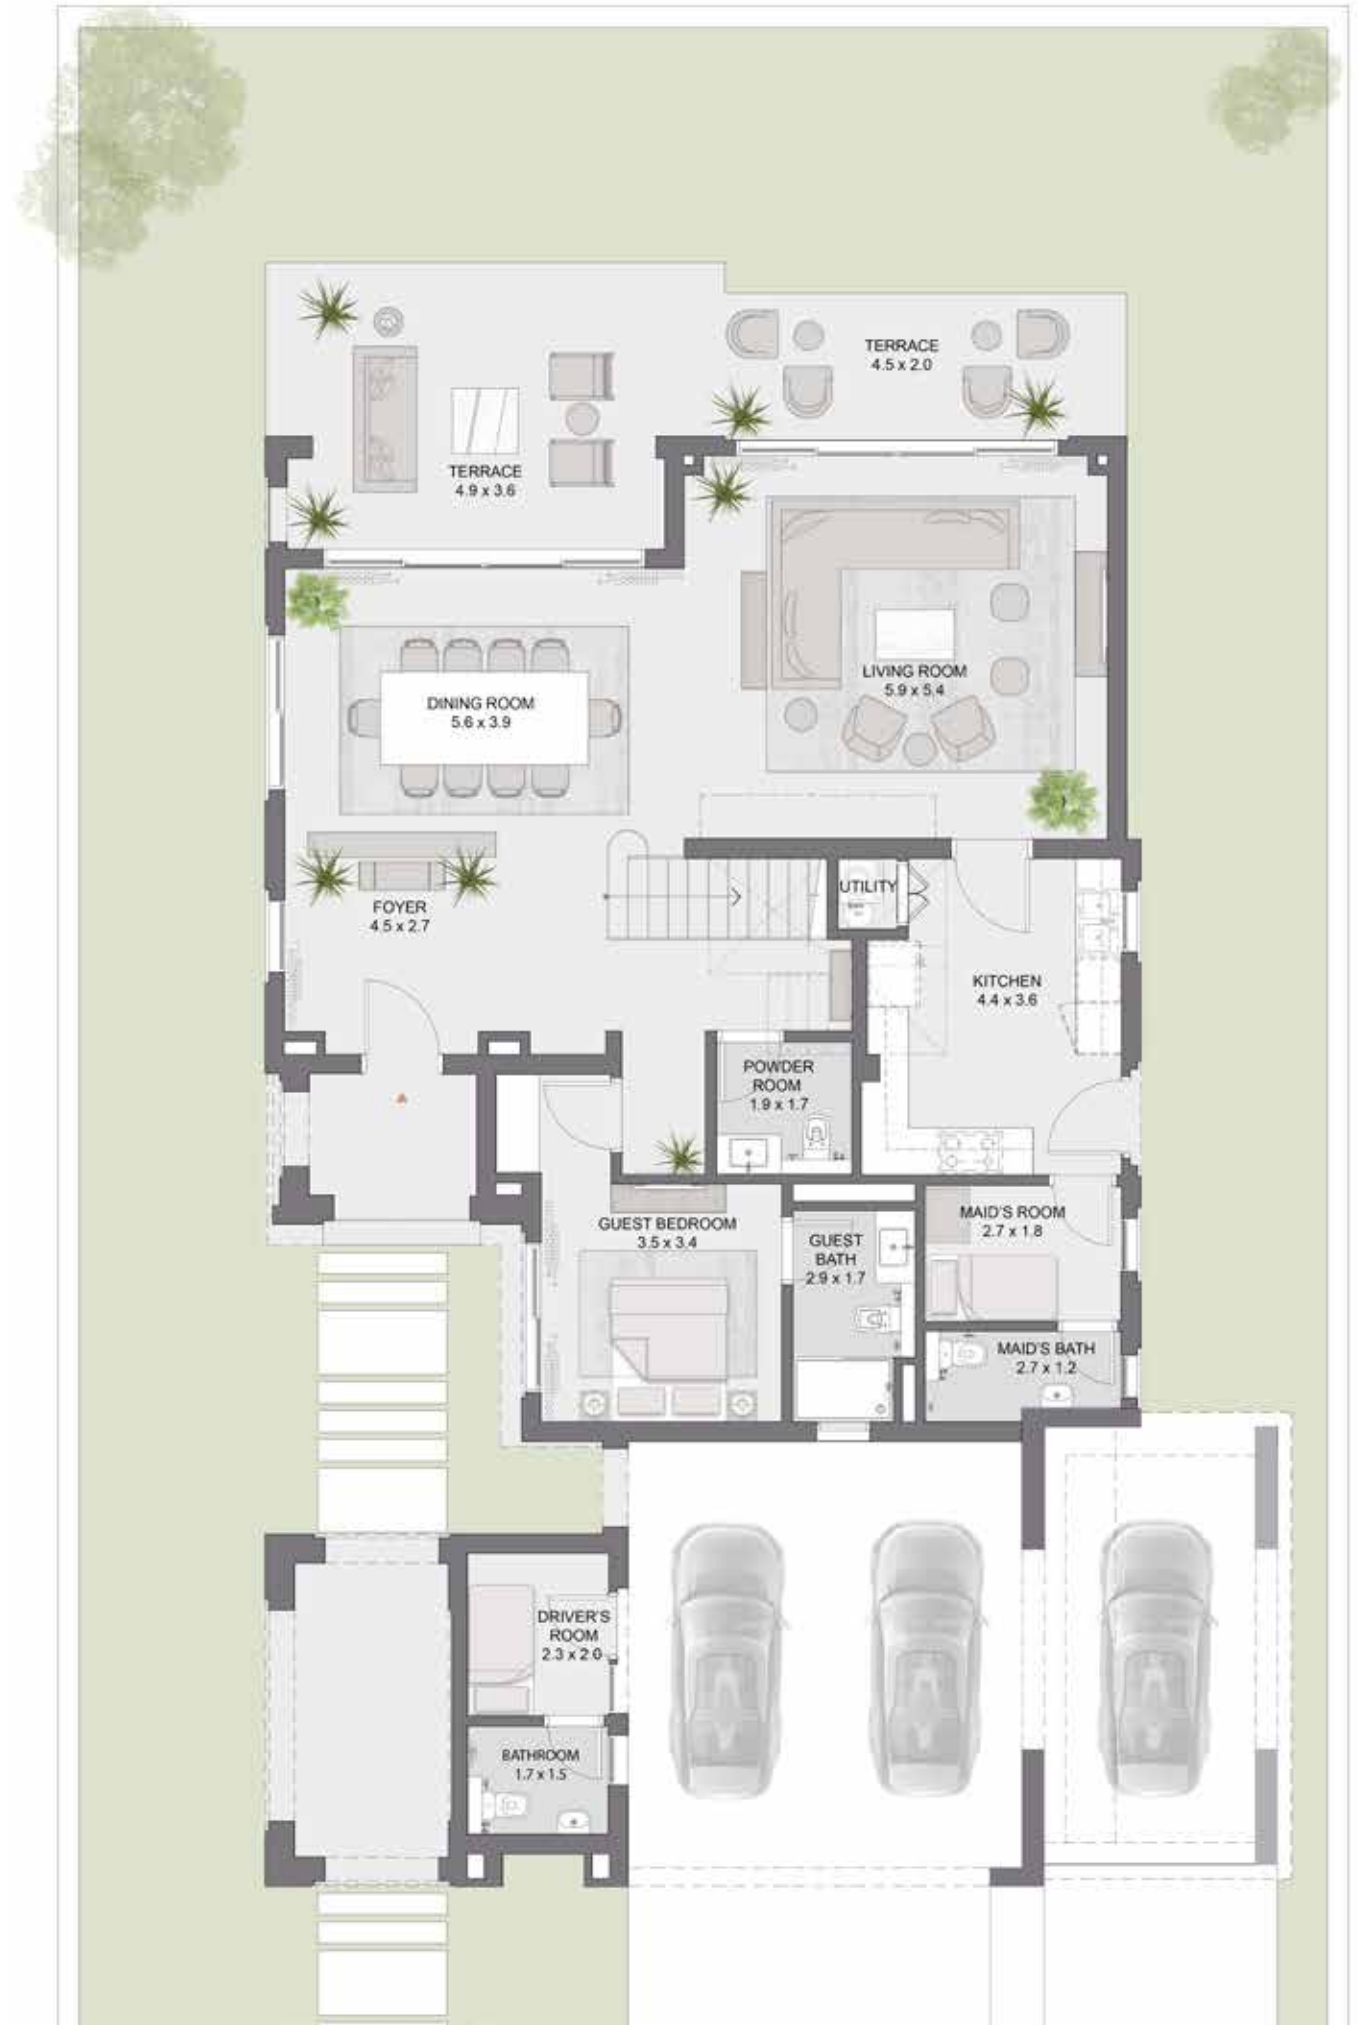 TERRACE
4.5 x 2.0
TERRACE
4.9 x 3.6
LIVING ROOM
5.9 x 5.4
DINING ROOM
5.6 x 3.9
UTILITY
FOYER
4.5 x 2.7
KITCHEN
4.4 x 3.6
POWDER
ROOM
1.9 x 1.7
MAID'S ROOM
2.7 x 1.8
GUEST BEDROOM
3.5 x 3.4
GUEST
BATH
2.9 x 1.7
MAID'S BATH
2.7 x 1.2
DRIVER'S
ROOM
2.3 x 2.0
BATHROOM
1.7 x 1.5